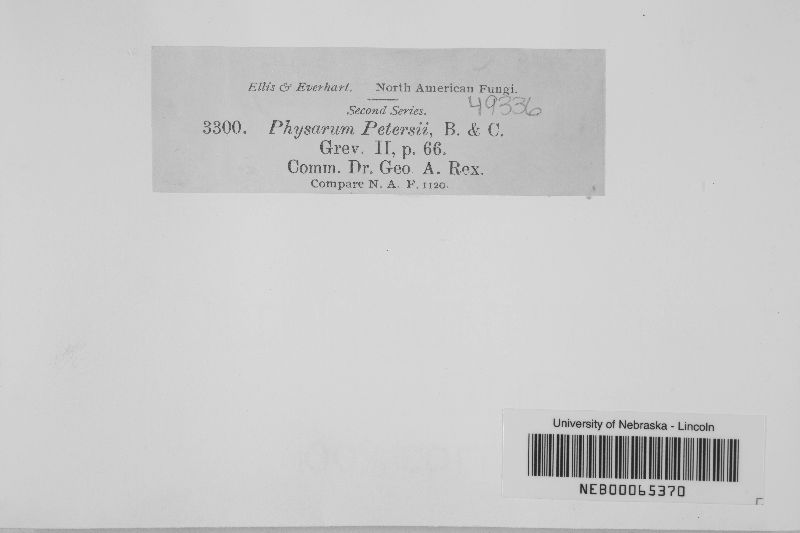 Ellis & Everhart. North American Fungi.
Second Series. 49336
3300. Physarum Petersii, B. & C.
Grev. II, p. 66.
Comm. Dr. Geo. A. Rex.
Compare N. A. F. 1120.
University of Nebraska - Lincoln
NEB00065370